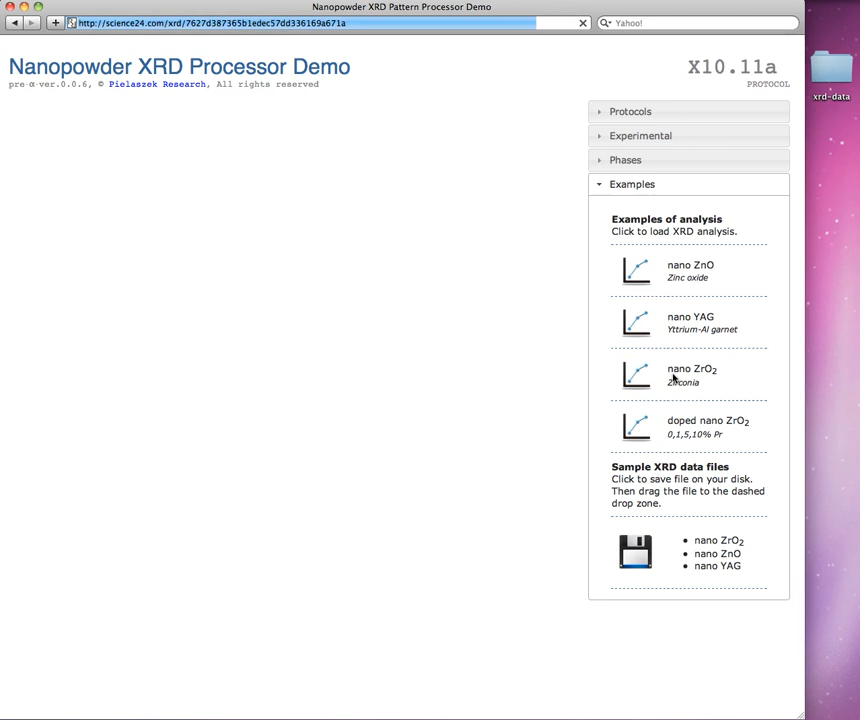 Nanopowder XRD Pattern Processor Demo
http://science24.com/xrd/7627d387365b1edec57dd336169a671a
Yahoo!
Nanopowder XRD Processor Demo
X10.11a
pre-α-ver.0.0.6, © Pielaszek Research, All rights reserved
PROTOCOL
xrd-data
Protocols
Experimental
Phases
Examples
Examples of analysis
Click to load XRD analysis.
nano ZnO
Zinc oxide
nano YAG
Yttrium-Al garnet
nano ZrO2
Zirconia
doped nano ZrO2
0,1,5,10% Pr
Sample XRD data files
Click to save file on your disk.
Then drag the file to the dashed
drop zone.
• nano ZrO2
• nano ZnO
• nano YAG